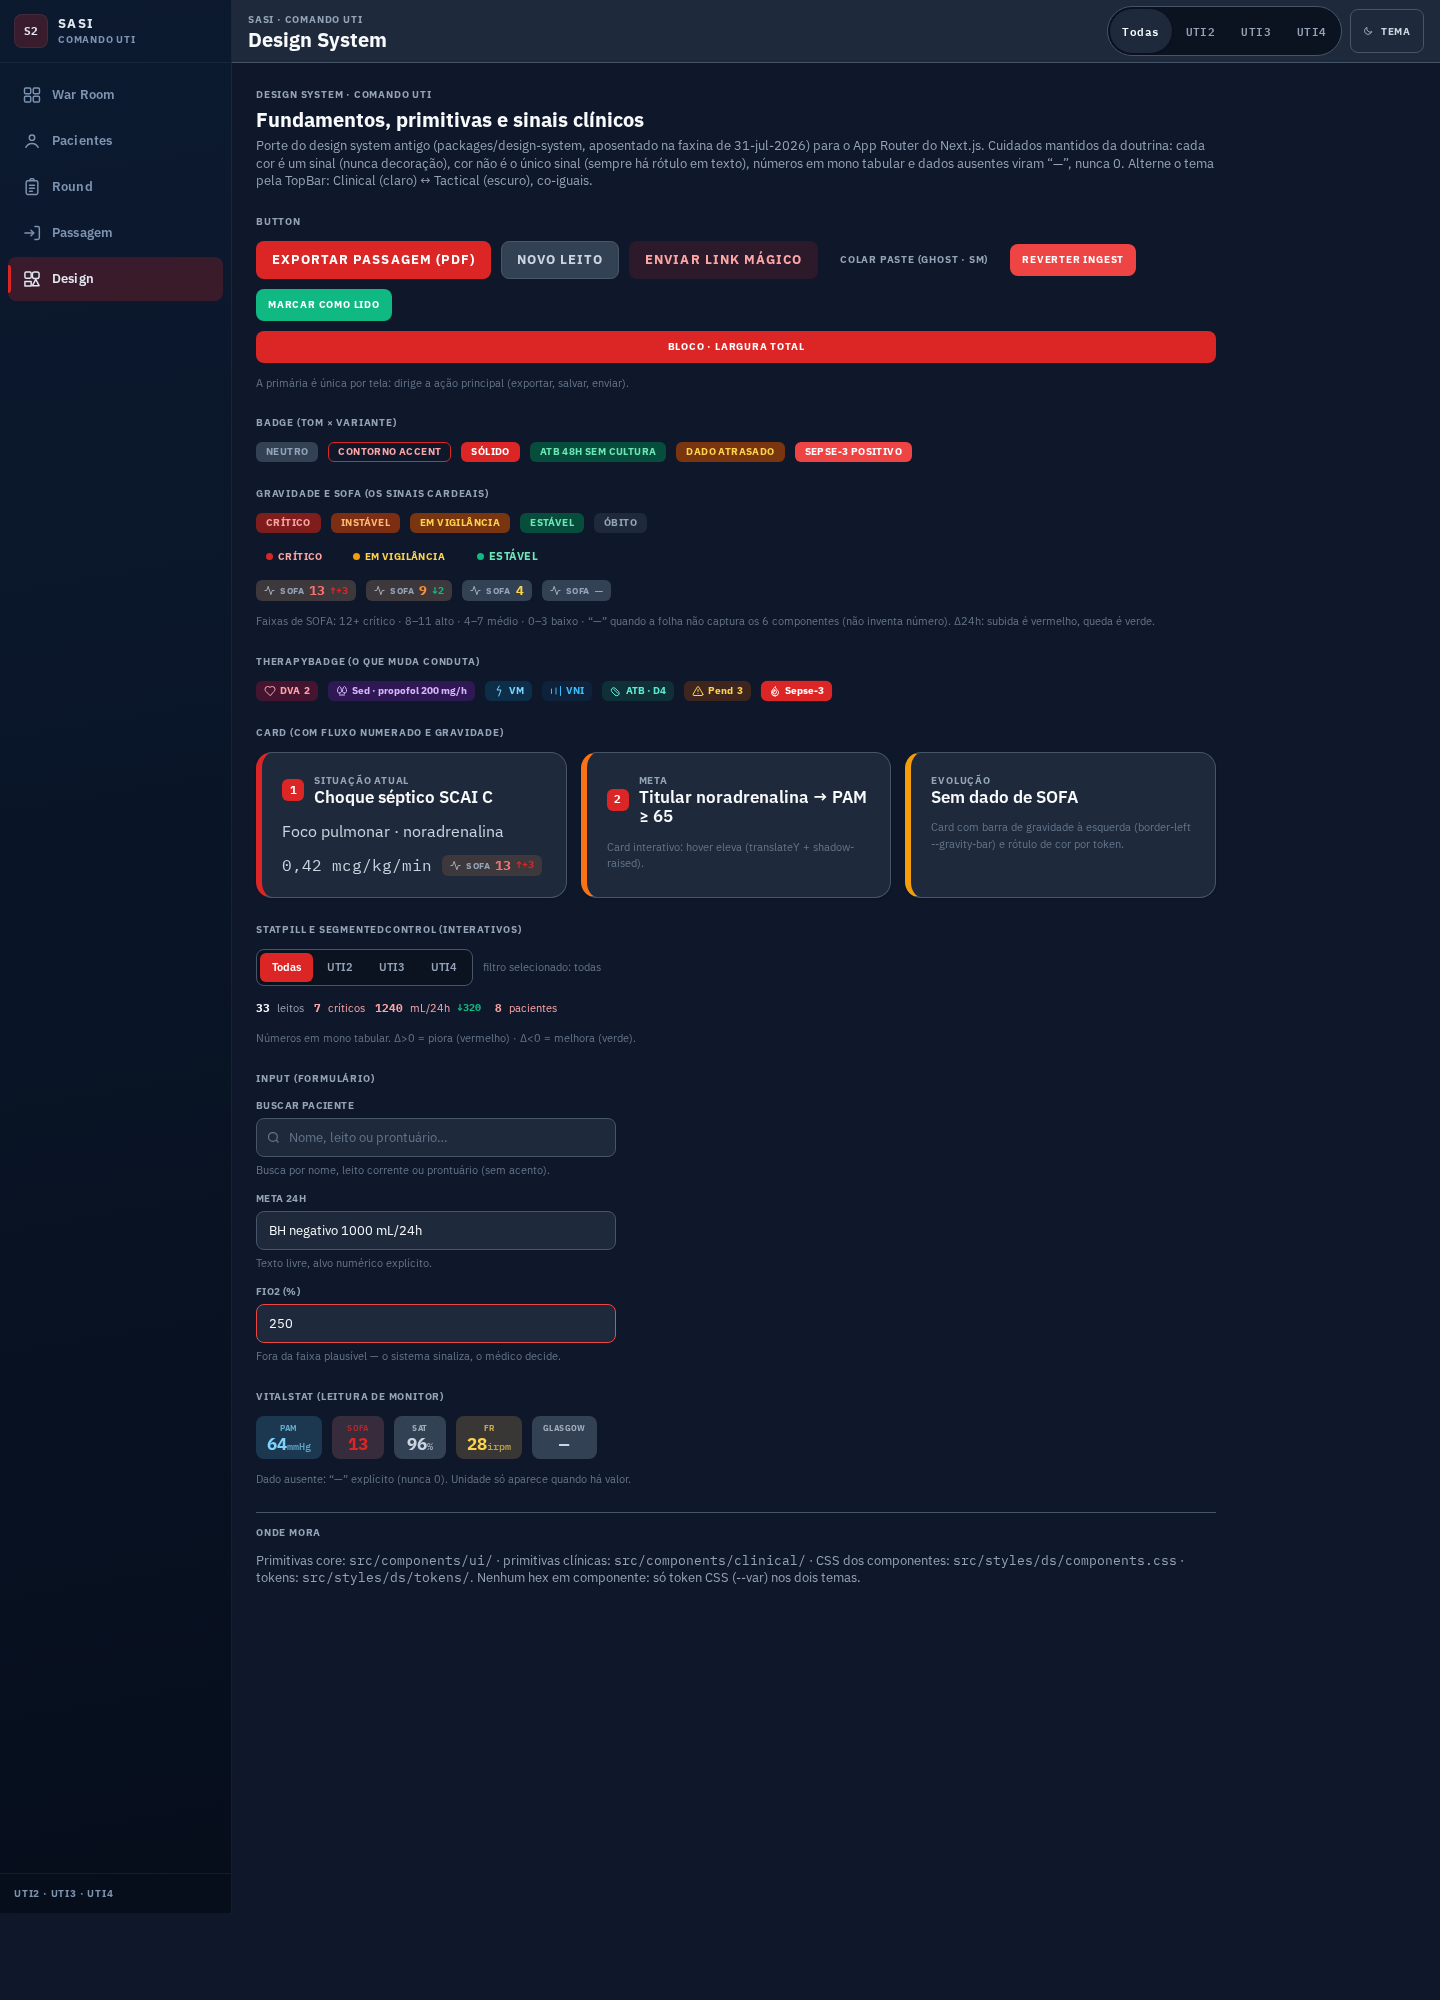 S2
SASI
COMANDO UTI
War Room
Pacientes
Round
Passagem
Design
UTI2 · UTI3 · UTI4
SASI · COMANDO UTI
Design System
Todas UTI2 UTI3 UTI4
TEMA
DESIGN SYSTEM · COMANDO UTI
Fundamentos, primitivas e sinais clínicos
Porte do design system antigo (packages/design-system, aposentado na faxina de 31-jul-2026) para o App Router do Next.js. Cuidados mantidos da doutrina: cada
cor é um sinal (nunca decoração), cor não é o único sinal (sempre há rótulo em texto), números em mono tabular e dados ausentes viram “—”, nunca 0. Alterne o tema
pela TopBar: Clinical (claro) ↔ Tactical (escuro), co-iguais.
BUTTON
EXPORTAR PASSAGEM (PDF) NOVO LEITO ENVIAR LINK MÁGICO COLAR PASTE (GHOST · SM) REVERTER INGEST
MARCAR COMO LIDO
BLOCO · LARGURA TOTAL
A primária é única por tela: dirige a ação principal (exportar, salvar, enviar).
BADGE (TOM × VARIANTE)
NEUTRO CONTORNO ACCENT SÓLIDO ATB 48H SEM CULTURA DADO ATRASADO SEPSE-3 POSITIVO
GRAVIDADE E SOFA (OS SINAIS CARDEAIS)
CRÍTICO INSTÁVEL EM VIGILÂNCIA ESTÁVEL ÓBITO
CRÍTICO EM VIGILÂNCIA ESTÁVEL
SOFA 13 ↑+3 SOFA 9 ↓2 SOFA 4 SOFA —
Faixas de SOFA: 12+ crítico · 8–11 alto · 4–7 médio · 0–3 baixo · “—” quando a folha não captura os 6 componentes (não inventa número). Δ24h: subida é vermelho, queda é verde.
THERAPYBADGE (O QUE MUDA CONDUTA)
DVA 2 Sed · propofol 200 mg/h VM VNI ATB · D4 Pend 3 Sepse-3
CARD (COM FLUXO NUMERADO E GRAVIDADE)
1
SITUAÇÃO ATUAL
Choque séptico SCAI C
Foco pulmonar · noradrenalina
0,42 mcg/kg/min SOFA 13 ↑+3
2
META
Titular noradrenalina → PAM
≥ 65
Card interativo: hover eleva (translateY + shadow-
raised).
EVOLUÇÃO
Sem dado de SOFA
Card com barra de gravidade à esquerda (border-left
--gravity-bar) e rótulo de cor por token.
STATPILL E SEGMENTEDCONTROL (INTERATIVOS)
Todas UTI2 UTI3 UTI4 filtro selecionado: todas
33 leitos 7 críticos 1240 mL/24h ↓320 8 pacientes
Números em mono tabular. Δ>0 = piora (vermelho) · Δ<0 = melhora (verde).
INPUT (FORMULÁRIO)
BUSCAR PACIENTE
Nome, leito ou prontuário…
Busca por nome, leito corrente ou prontuário (sem acento).
META 24H
BH negativo 1000 mL/24h
Texto livre, alvo numérico explícito.
FIO2 (%)
250
Fora da faixa plausível — o sistema sinaliza, o médico decide.
VITALSTAT (LEITURA DE MONITOR)
PAM SOFA SAT FR GLASGOW
64mmHg 13 96% 28irpm —
Dado ausente: “—” explícito (nunca 0). Unidade só aparece quando há valor.
ONDE MORA
Primitivas core: src/components/ui/ · primitivas clínicas: src/components/clinical/ · CSS dos componentes: src/styles/ds/components.css ·
tokens: src/styles/ds/tokens/. Nenhum hex em componente: só token CSS (--var) nos dois temas.